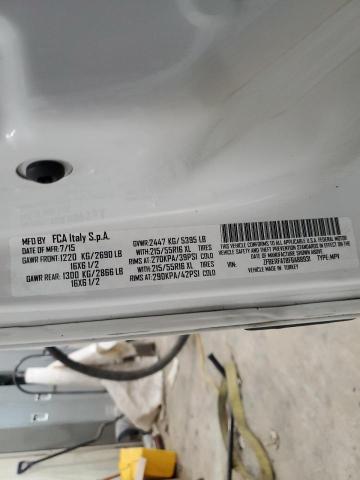 MFD BY FCA Italy S.p.A.
DATE OF MFR: 7/15
GVWR: 2447 KG/ 5395 LB
GAWR FRONT: 1220 KG/2690 LB
WITH: 215/55R16 XL TIRES
16X6 1/2
RIMS AT: 270KPA/39PSI COLD
GAWR REAR: 1300 KG/2866 LB
WITH: 215/55R16 XL TIRES
16X6 1/2
RIMS AT: 290KPA/42PSI COLD
THIS VEHICLE CONFORMS TO ALL APPLICABLE U.S.A. FEDERAL MOTOR
VEHICLE SAFETY, BUMPER AND THEFT PREVENTION STANDARDS IN EFFECT
ON THE DATE OF MANUFACTURE SHOWN ABOVE
VIN:
TYPE: MPV
MADE IN: TURKEY